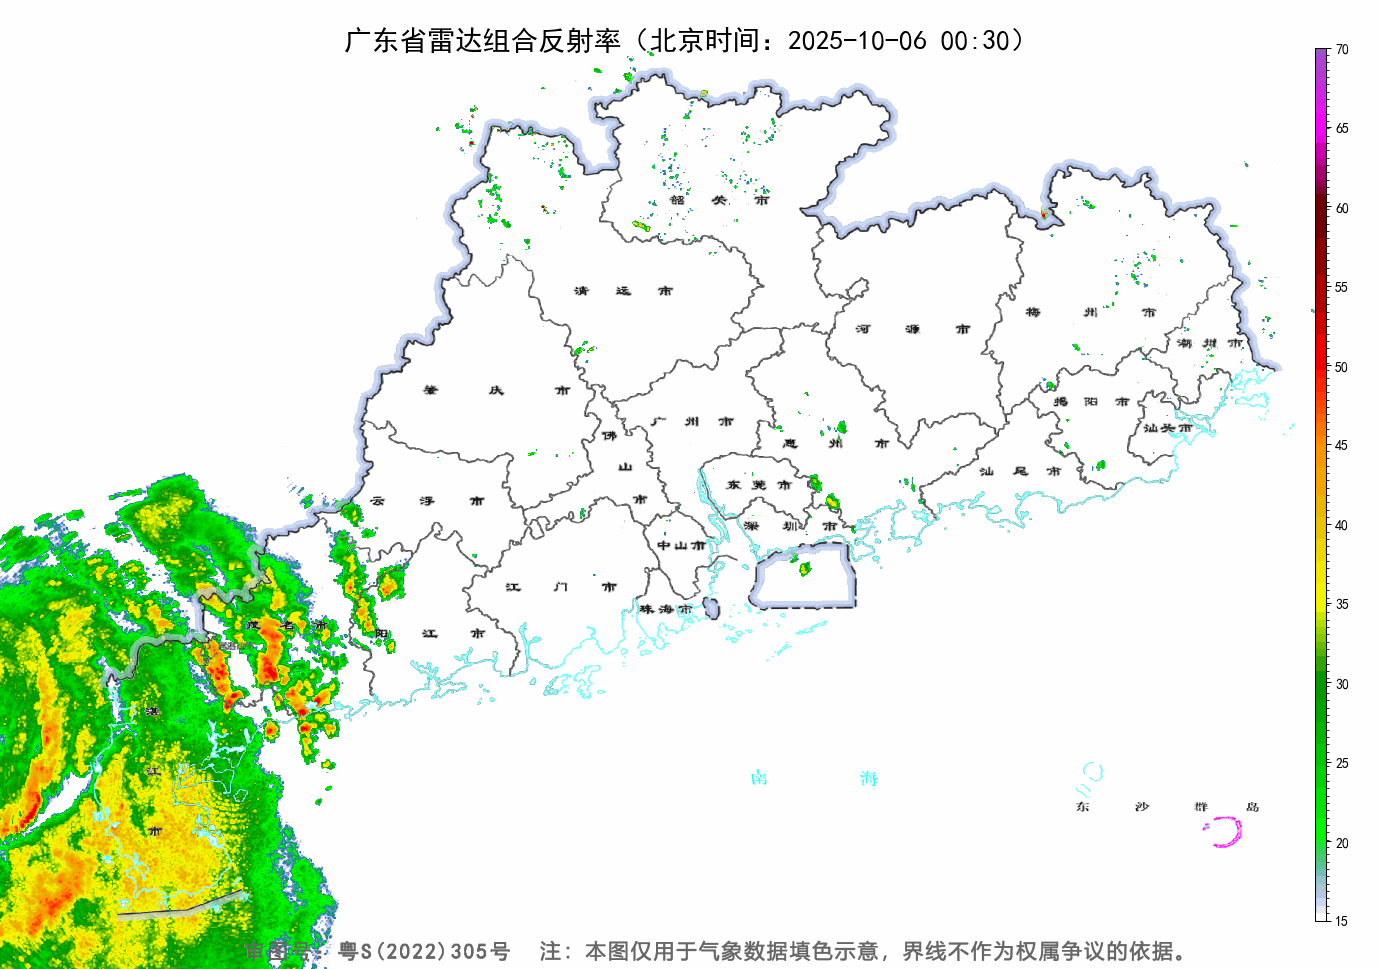 广东省雷达组合反射率（北京时间：2025-10-06 00:30）
70
65
60
55
50
45
40
35
30
25
20
15
韶关市
清远市
河源市
梅州市
潮州市
肇庆市
广州市
佛山市
惠州市
揭阳市
汕头市
汕尾市
云浮市
东莞市
深圳市
中山市
江门市
珠海市
茂名市
阳江市
湛江市
南海
东沙群岛
审图号：粤S(2022)305号 注：本图仅用于气象数据填色示意，界线不作为权属争议的依据。